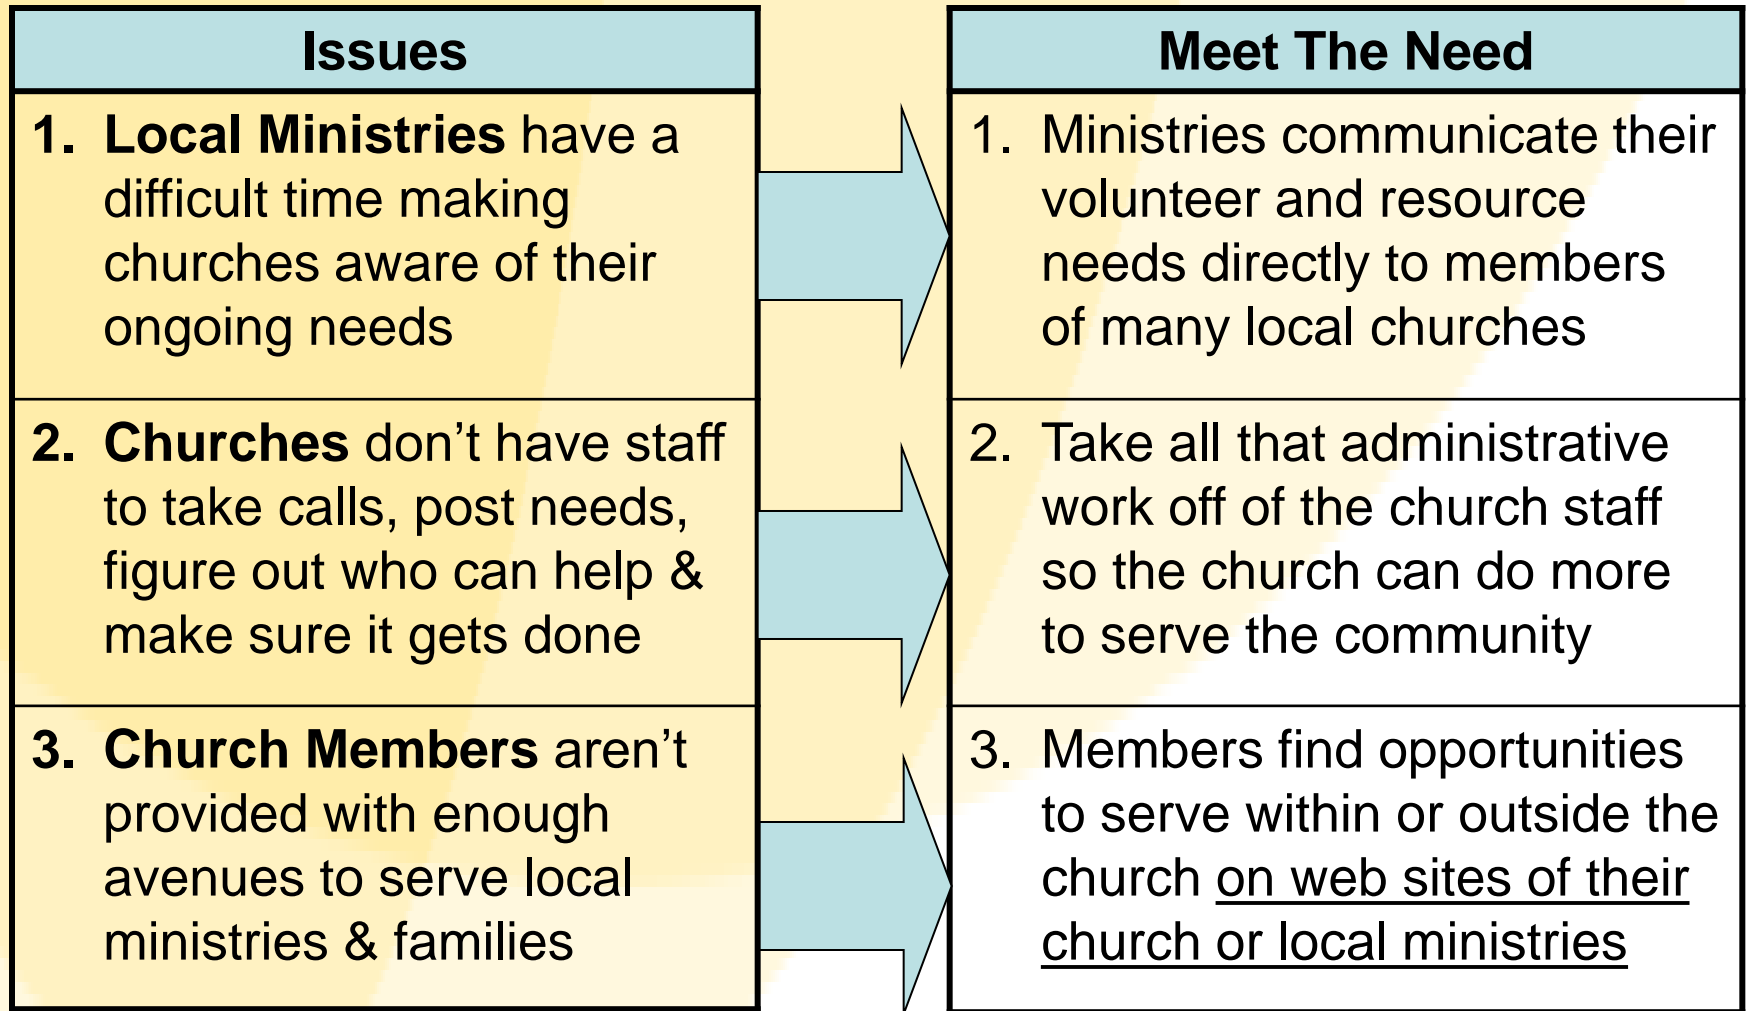 Issues
1. Local Ministries have a
difficult time making
churches aware of their
ongoing needs
2. Churches don’t have staff
to take calls, post needs,
figure out who can help &
make sure it gets done
3. Church Members aren’t
provided with enough
avenues to serve local
ministries & families
Meet The Need
1. Ministries communicate their
volunteer and resource
needs directly to members
of many local churches
2. Take all that administrative
work off of the church staff
so the church can do more
to serve the community
3. Members find opportunities
to serve within or outside the
church on web sites of their
church or local ministries